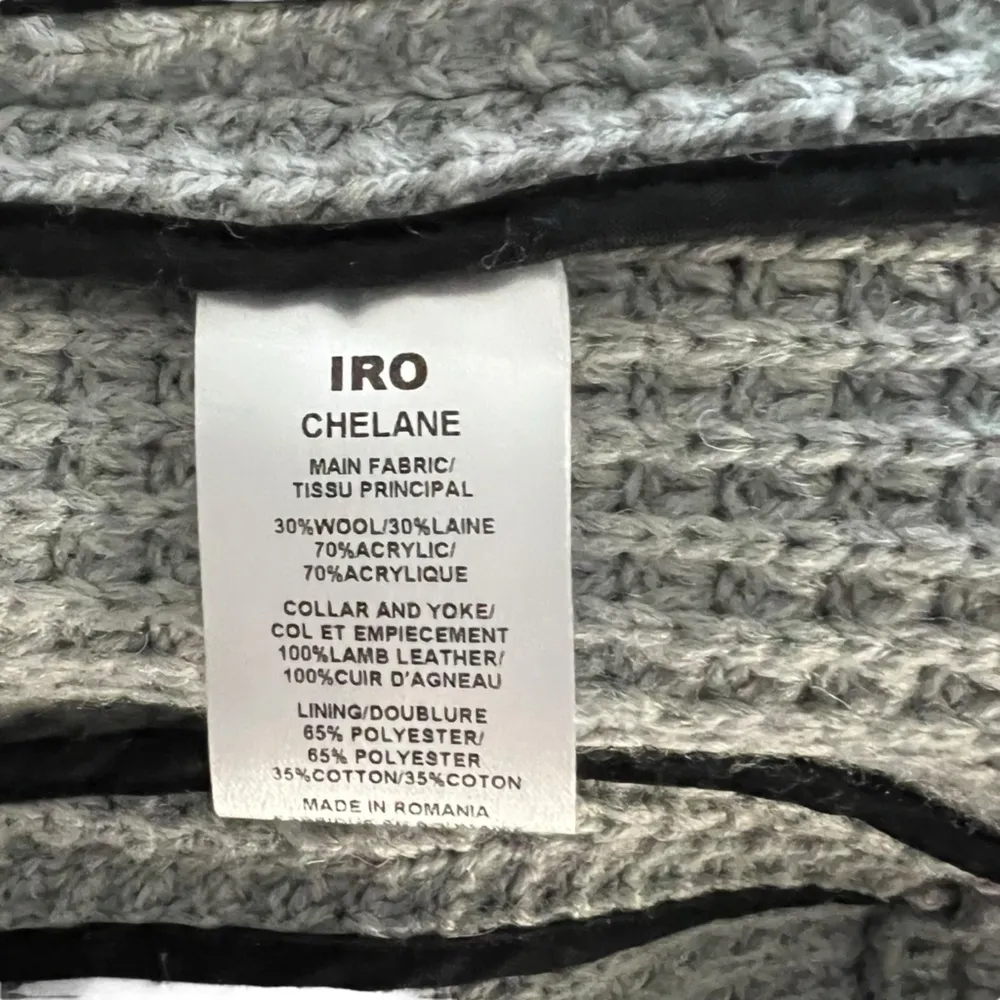 IRO
CHELANE
MAIN FABRIC/
TISSU PRINCIPAL
30%WOOL/30%LAINE
70%ACRYLIC/
70%ACRYLIQUE
COLLAR AND YOKE/
COL ET EMPIECEMENT
100%LAMB LEATHER/
100%CUIR D'AGNEAU
LINING/DOUBLURE
65% POLYESTER/
65% POLYESTER
35%COTTON/35%COTON
MADE IN ROMANIA